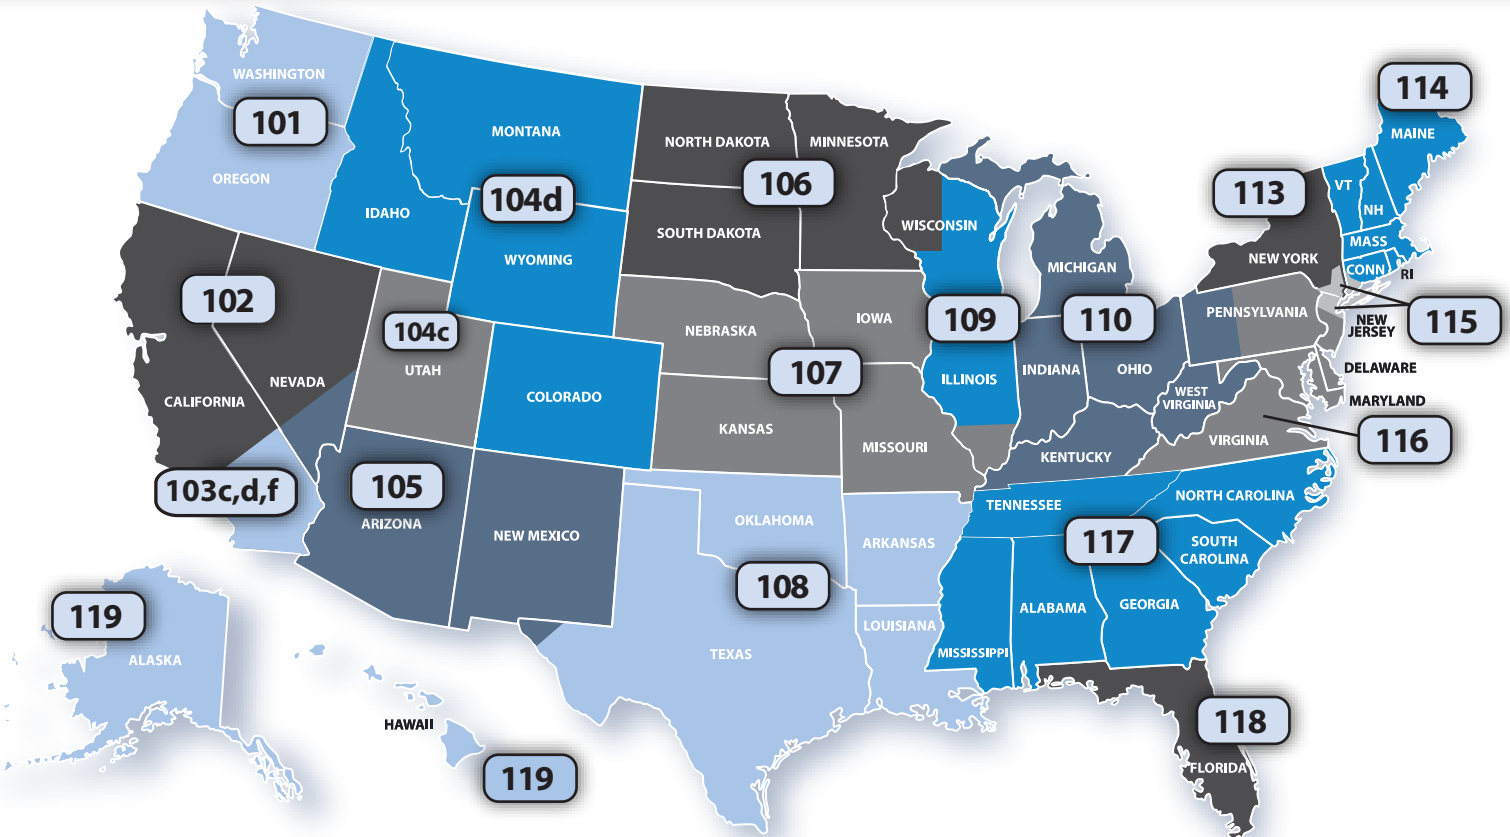 114
WASHINGTON
101
MONTANA
NORTH DAKOTA
MINNESOTA
MAINE
OREGON
104d
106
113
VT
IDAHO
NH
WISCONSIN
SOUTH DAKOTA
MASS
WYOMING
NEW YORK
MICHIGAN
CONN
RI
102
104c
NEBRASKA
IOWA
109
110
PENNSYLVANIA
NEW
JERSEY
115
UTAH
107
INDIANA
OHIO
DELAWARE
NEVADA
ILLINOIS
CALIFORNIA
COLORADO
WEST
VIRGINIA
MARYLAND
KANSAS
MISSOURI
VIRGINIA
116
KENTUCKY
103c,d,f
105
TENNESSEE
NORTH CAROLINA
ARIZONA
OKLAHOMA
NEW MEXICO
ARKANSAS
117
SOUTH
CAROLINA
108
119
ALABAMA
GEORGIA
LOUISIANA
ALASKA
TEXAS
MISSISSIPPI
HAWAII
118
119
FLORIDA